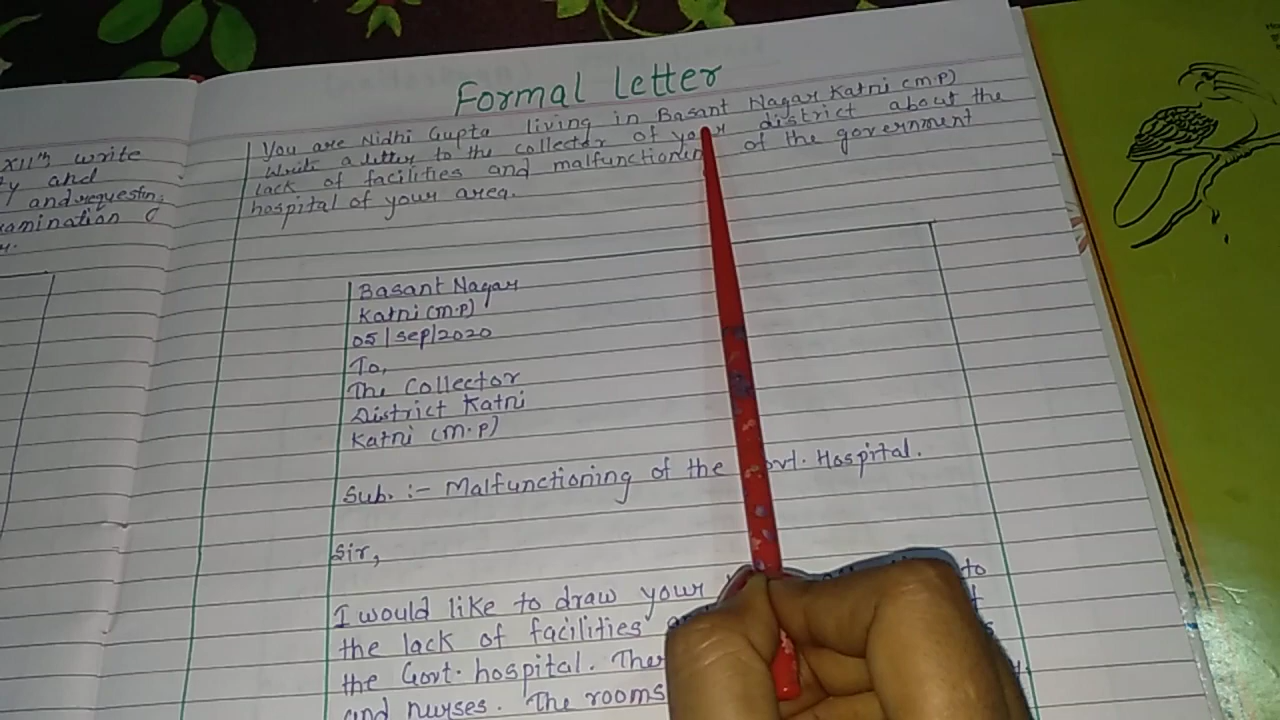 Formal letter
You are Nidhi Gupta living in Basant Nagar Katni (M.P)
Write a letter to the collector of your district about the
lack of facilities and malfunctioning of the government
hospital of your area.
XIIth write
and
and requesting
amination
Basant Nagar
Katni (M.P)
05/Sep/2020
To,
The Collector
District Katni
Katni (M.P)
Sub. :- Malfunctioning of the Govt. Hospital.
Sir,
I would like to draw your to
the lack of facilities
the Govt. hospital.
and nurses. The rooms